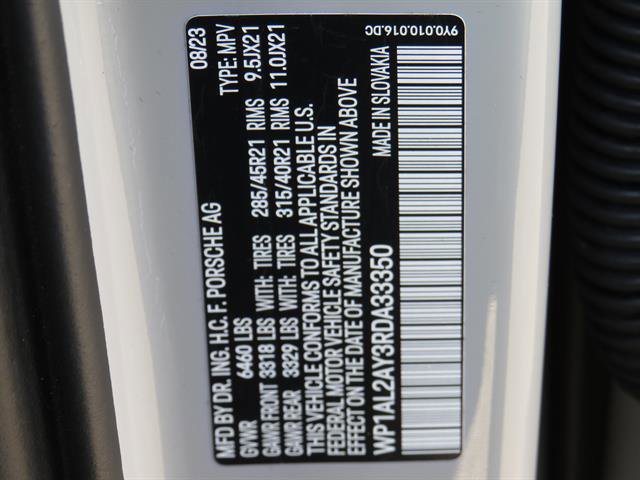 MFD BY DR. ING. H.C. F. PORSCHE AG 08/23
GVWR 6460 LBS TYPE: MPV
GAWR FRONT 3318 LBS WITH: TIRES 285/45R21 RIMS 9.5JX21
GAWR REAR 3329 LBS WITH: TIRES 315/40R21 RIMS 11.0JX21
THIS VEHICLE CONFORMS TO ALL APPLICABLE U.S.
FEDERAL MOTOR VEHICLE SAFETY STANDARDS IN
EFFECT ON THE DATE OF MANUFACTURE SHOWN ABOVE
WP1AL2AY3RDA33350 MADE IN SLOVAKIA
9Y0.010.016.DC